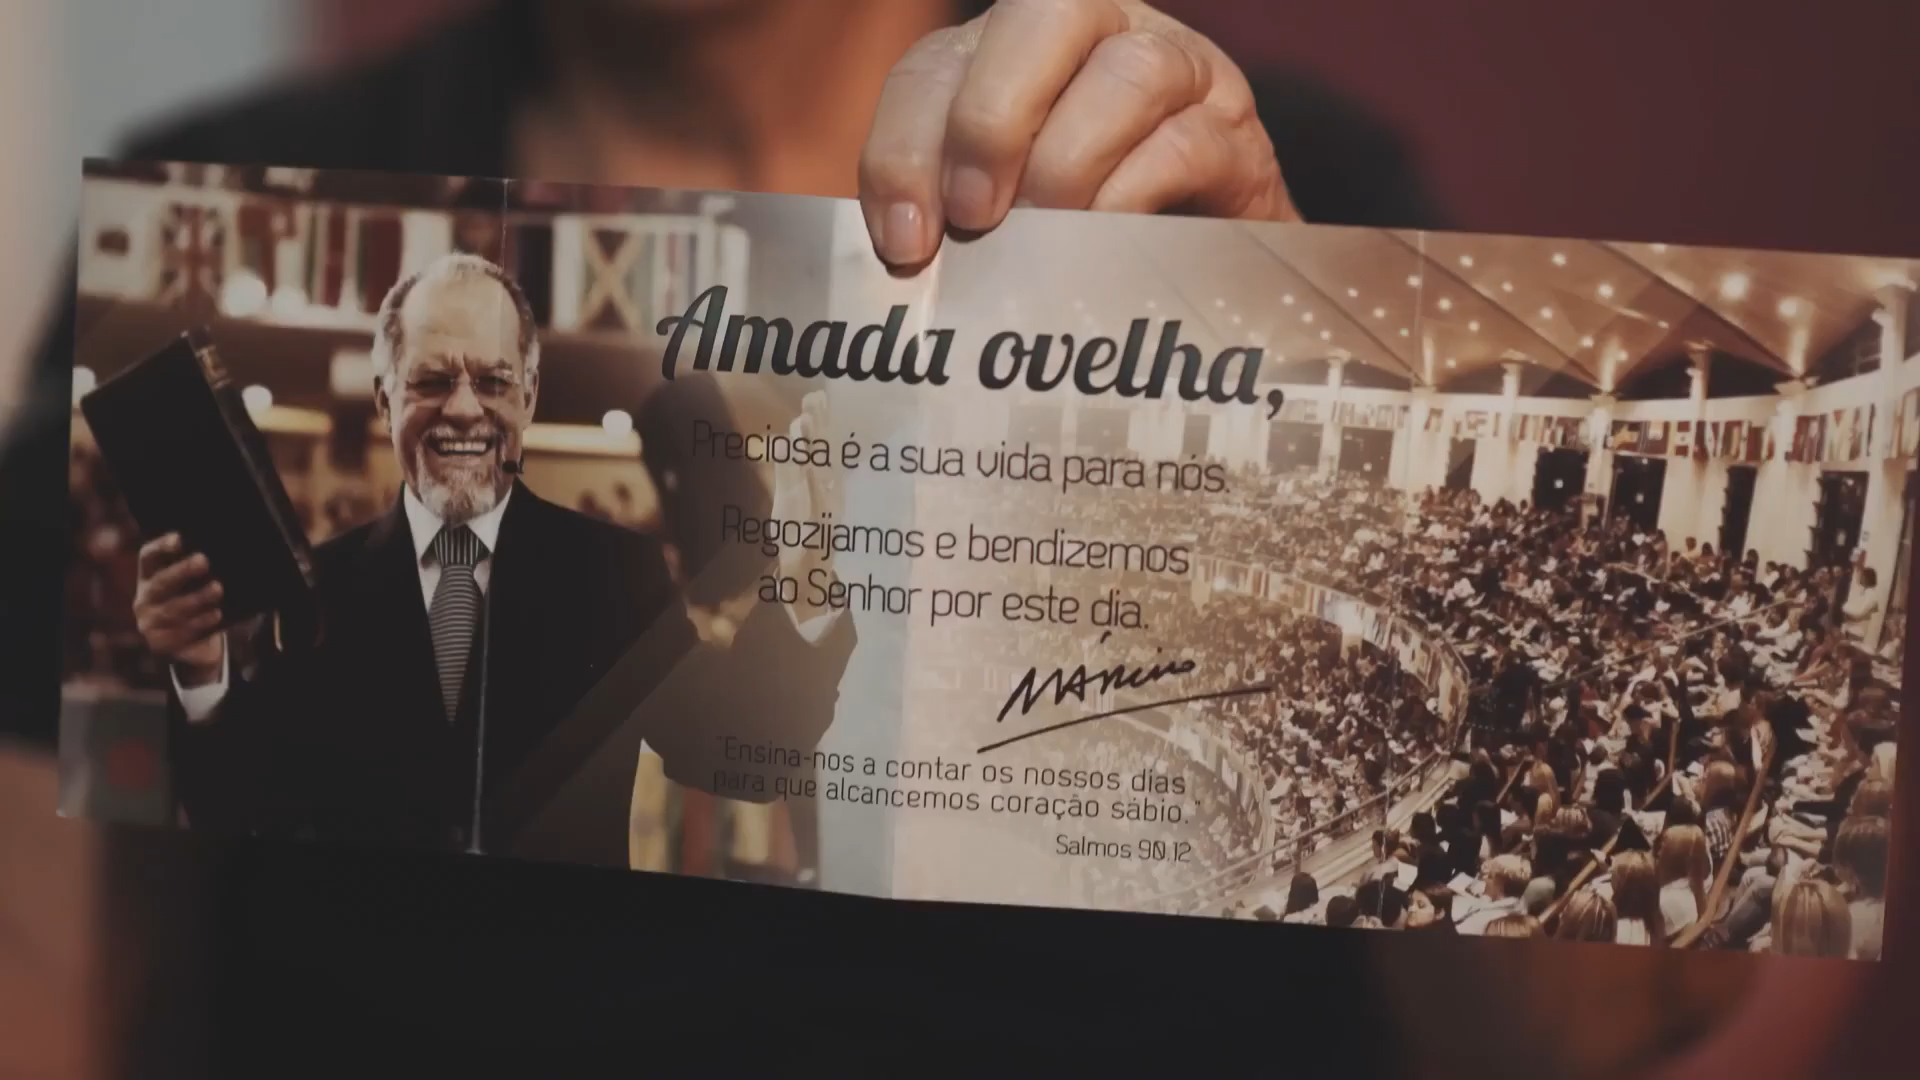 Amada ovelha,
Preciosa é a sua vida para nós.
Regozijamos e bendizemos
ao Senhor por este dia.
Márcio
"Ensina-nos a contar os nossos dias
para que alcancemos coração sábio."
Salmos 90.12